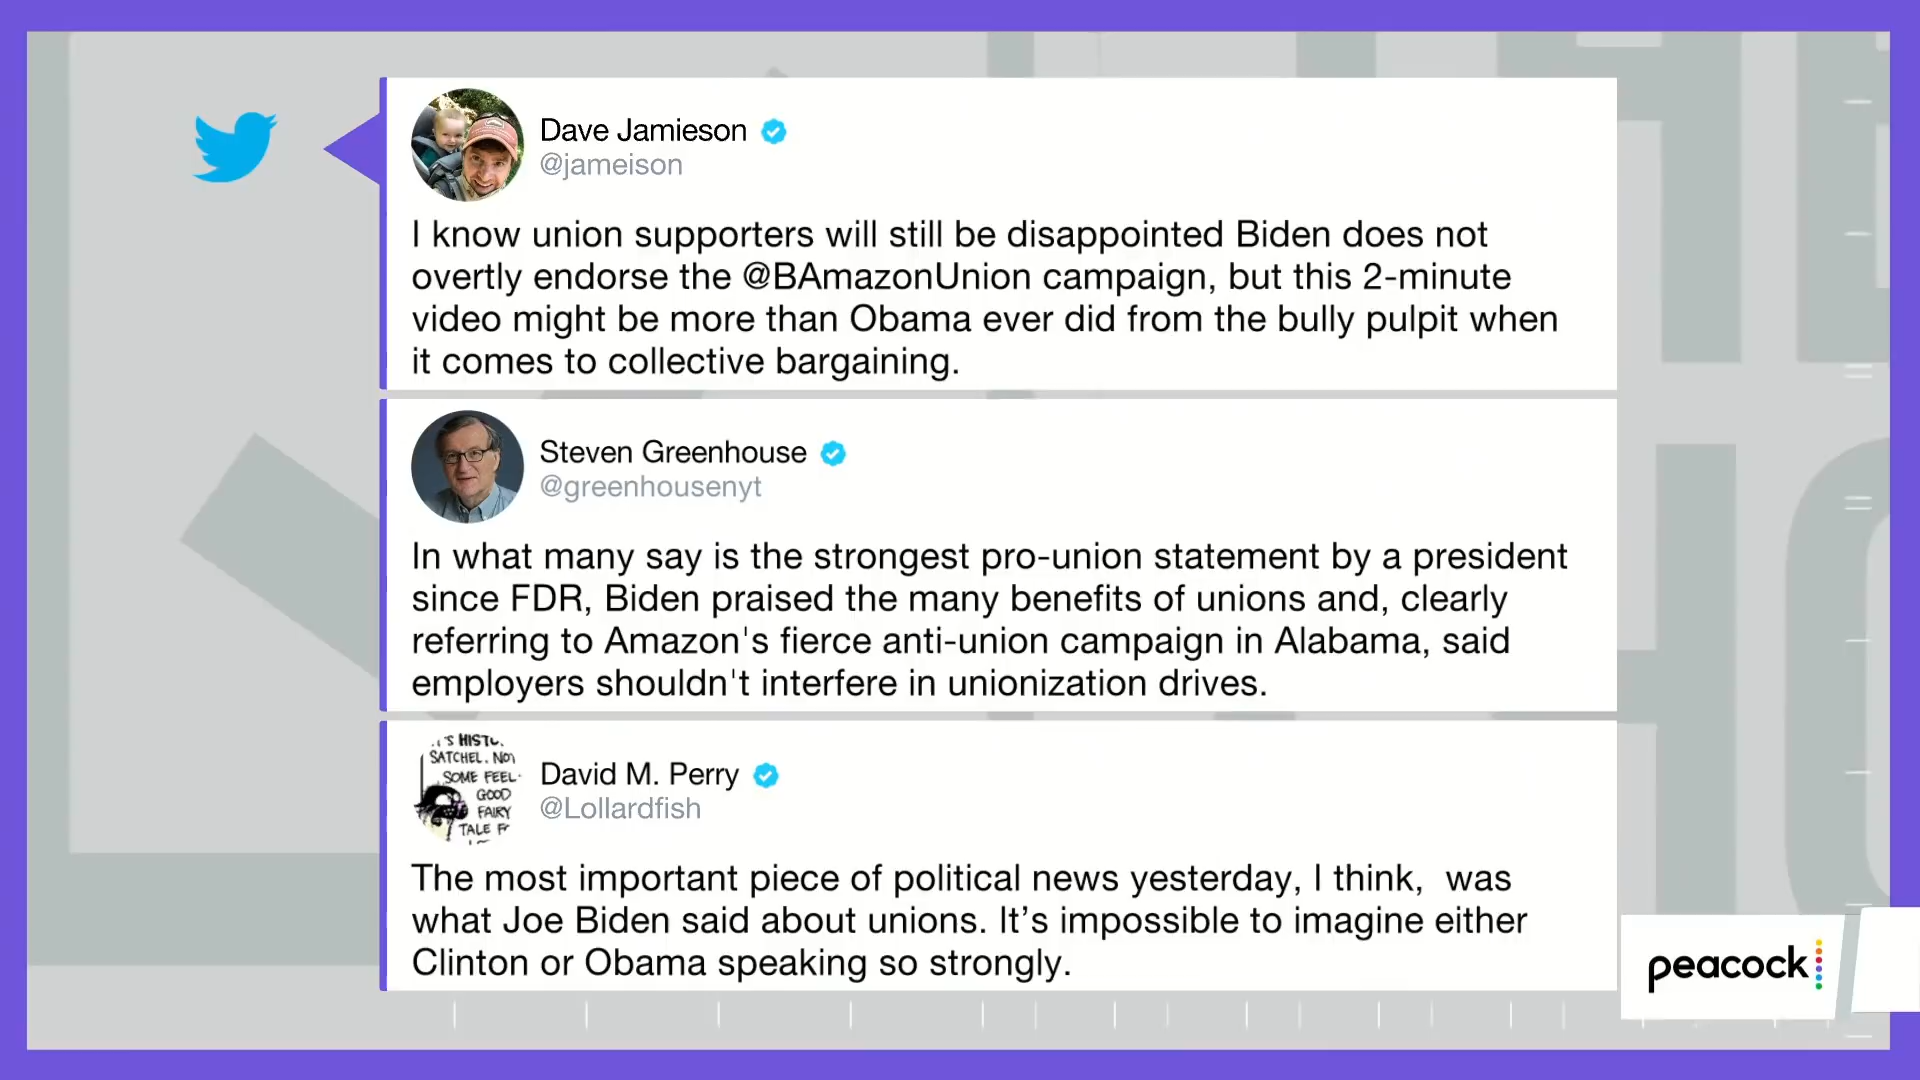 Dave Jamieson
@jameison
I know union supporters will still be disappointed Biden does not
overtly endorse the @BAmazonUnion campaign, but this 2-minute
video might be more than Obama ever did from the bully pulpit when
it comes to collective bargaining.
Steven Greenhouse
@greenhousenyt
In what many say is the strongest pro-union statement by a president
since FDR, Biden praised the many benefits of unions and, clearly
referring to Amazon's fierce anti-union campaign in Alabama, said
employers shouldn't interfere in unionization drives.
SATCHEL. NOT
SOME FEEL-
GOOD
FAIRY
TALE
David M. Perry
@Lollardfish
The most important piece of political news yesterday, I think,  was
what Joe Biden said about unions. It’s impossible to imagine either
Clinton or Obama speaking so strongly.
peacock